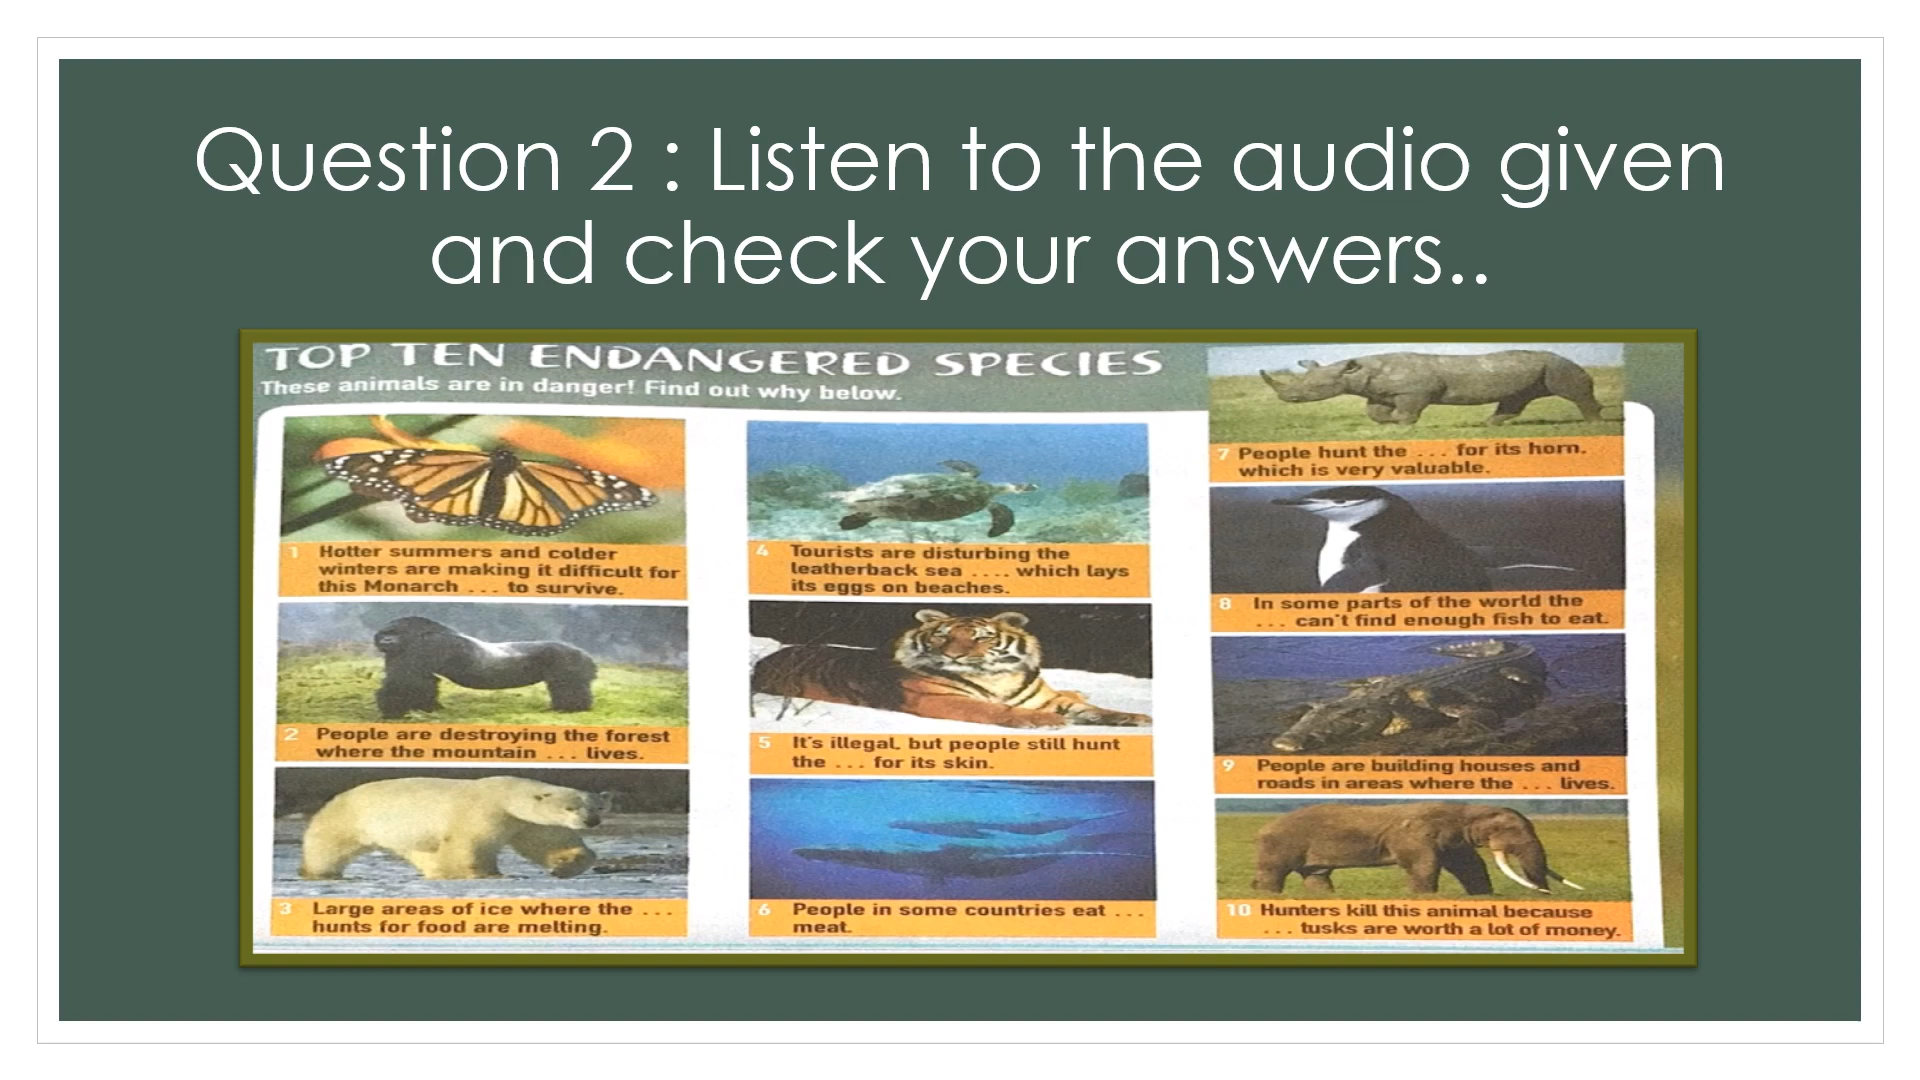 Question 2 : Listen to the audio given
and check your answers..
TOP TEN ENDANGERED SPECIES
These animals are in danger! Find out why below.
1 Hotter summers and colder
winters are making it difficult for
this Monarch ... to survive.
2 People are destroying the forest
where the mountain ... lives.
3 Large areas of ice where the ...
hunts for food are melting.
4 Tourists are disturbing the
leatherback sea .... which lays
its eggs on beaches.
5 It's illegal, but people still hunt
the ... for its skin.
6 People in some countries eat ...
meat.
7 People hunt the ... for its horn.
which is very valuable.
8 In some parts of the world the
... can't find enough fish to eat.
9 People are building houses and
roads in areas where the ... lives.
10 Hunters kill this animal because
... tusks are worth a lot of money.